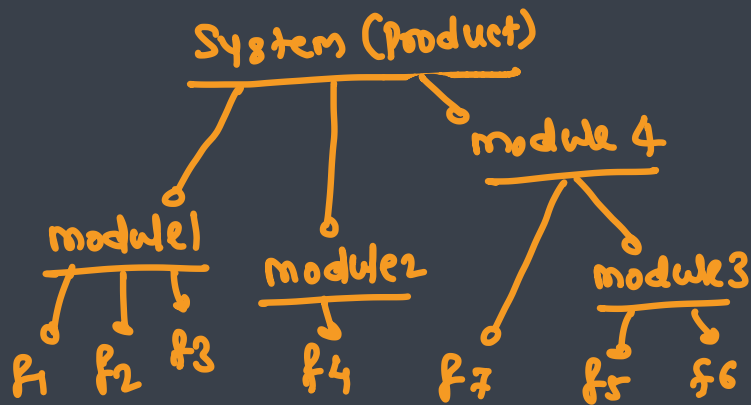 System (Product)
module 4
module1
module2
module3
f1 f2 f3
f4
f7
f5 f6